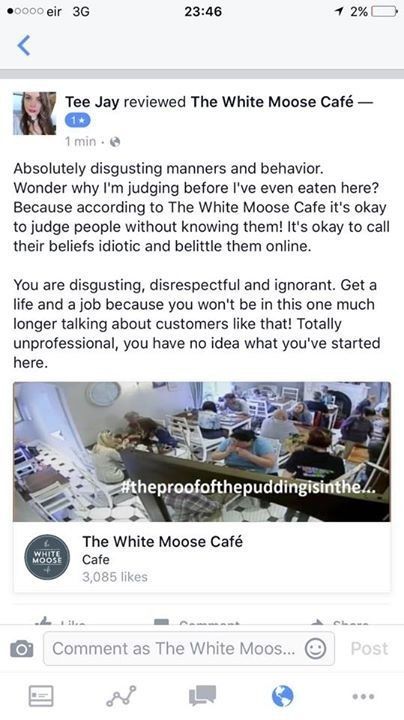 eir 3G 23:46 2%
Tee Jay reviewed The White Moose Café —
1★
1 min
Absolutely disgusting manners and behavior.
Wonder why I'm judging before I've even eaten here?
Because according to The White Moose Cafe it's okay
to judge people without knowing them! It's okay to call
their beliefs idiotic and belittle them online.
You are disgusting, disrespectful and ignorant. Get a
life and a job because you won't be in this one much
longer talking about customers like that! Totally
unprofessional, you have no idea what you've started
here.
#theproofofthepuddingisinthe...
the
WHITE
MOOSE
The White Moose Café
Cafe
3,085 likes
Like Comment Share
Comment as The White Moos... Post